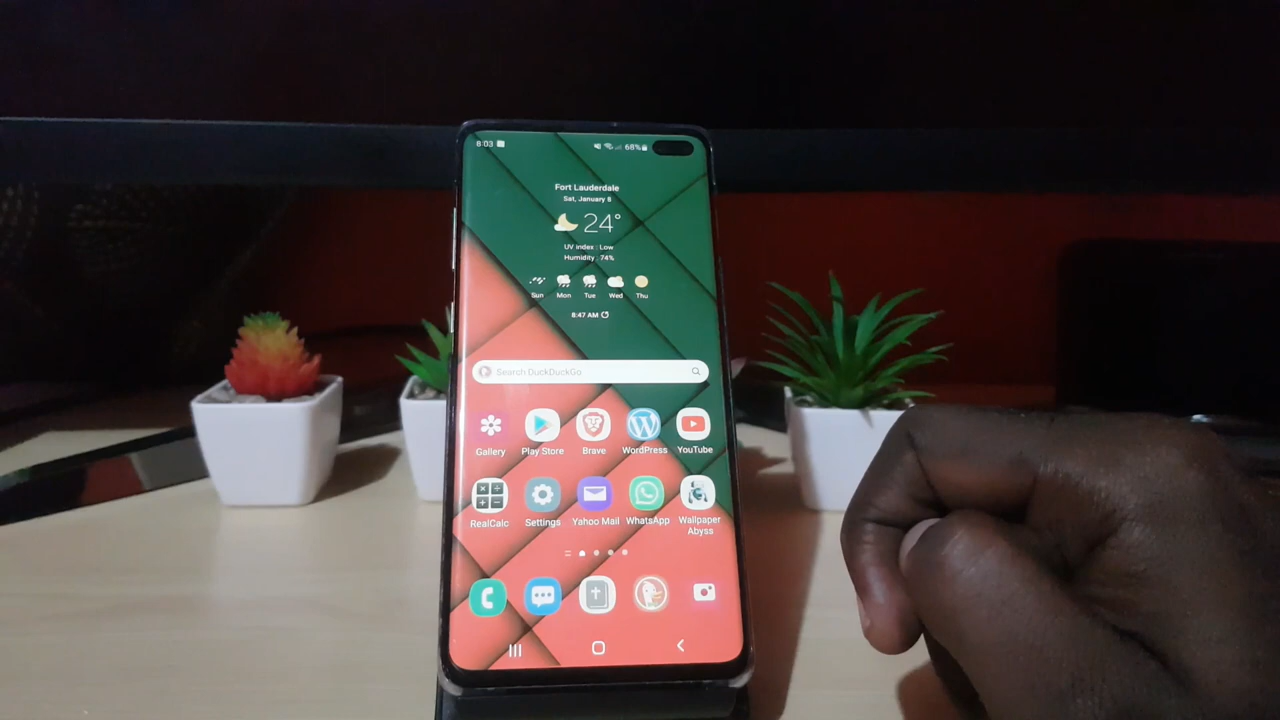 8:03 68%
Fort Lauderdale
Sat, January 8
24°
UV index : Low
Humidity : 74%
Sun Mon Tue Wed Thu
8:47 AM
Search DuckDuckGo
Gallery Play Store Brave WordPress YouTube
RealCalc Settings Yahoo Mail WhatsApp Wallpaper
Abyss